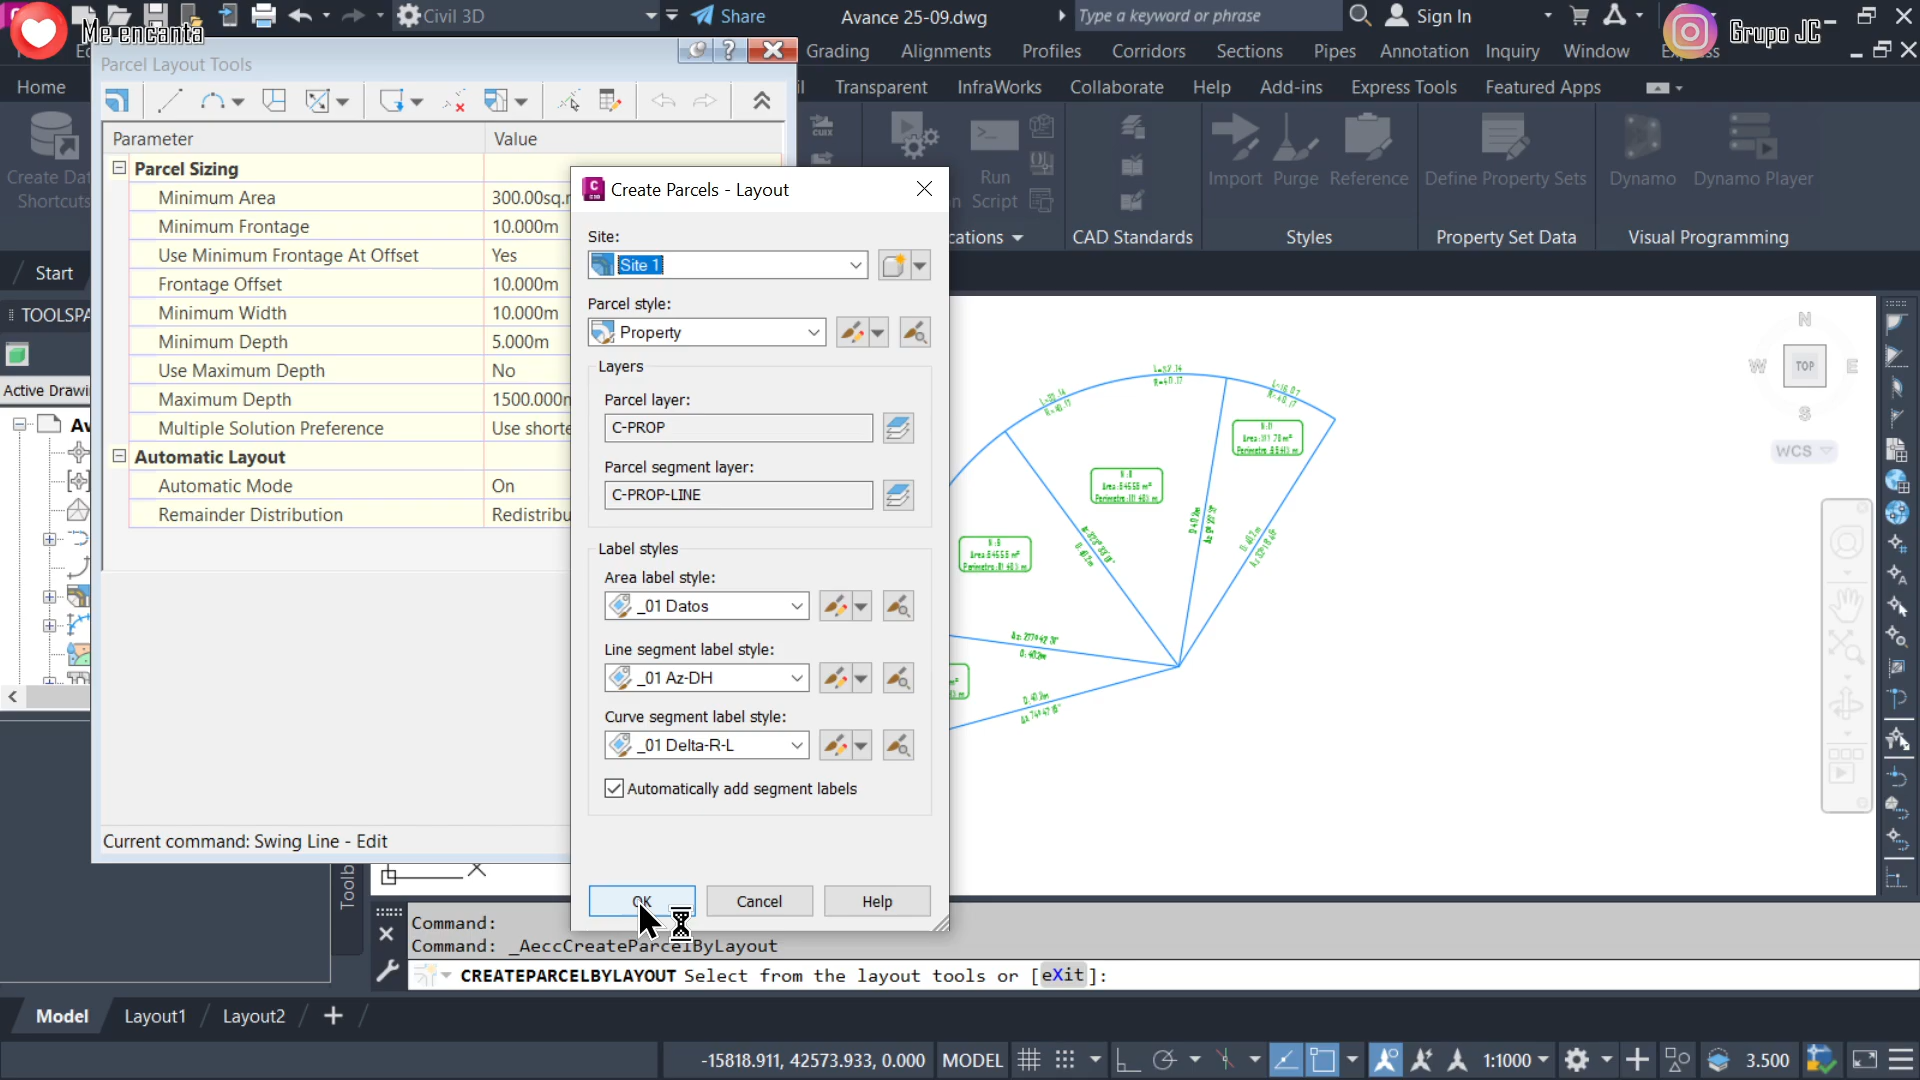 Me encanta
Civil 3D
Share
Avance 25-09.dwg
Type a keyword or phrase
Sign In
Grupo JC
Grading
Alignments
Profiles
Corridors
Sections
Pipes
Annotation
Inquiry
Window
Home
Transparent
InfraWorks
Collaborate
Help
Add-ins
Express Tools
Featured Apps
Parcel Layout Tools
Parameter
Value
Parcel Sizing
Minimum Area
300.00sq.
Minimum Frontage
10.000m
Use Minimum Frontage At Offset
Yes
Frontage Offset
10.000m
Minimum Width
10.000m
Minimum Depth
5.000m
Use Maximum Depth
No
Maximum Depth
1500.000
Multiple Solution Preference
Use
Automatic Layout
Automatic Mode
On
Remainder Distribution
Redistribu
Current command: Swing Line - Edit
Create Parcels - Layout
Site:
Site 1
Parcel style:
Property
Layers
Parcel layer:
C-PROP
Parcel segment layer:
C-PROP-LINE
Label styles
Area label style:
_01 Datos
Line segment label style:
_01 Az-DH
Curve segment label style:
_01 Delta-R-L
Automatically add segment labels
OK
Cancel
Help
Create Dat
Shortcuts
Run
Script
cations
CAD Standards
Import
Purge
Reference
Styles
Define Property Sets
Property Set Data
Dynamo
Dynamo Player
Visual Programming
Start
TOOLSPA
Active Drawi
Av
N
W
TOP
E
S
WCS
Toolb
Command:
Command: _AeccCreateParcelByLayout
CREATEPARCELBYLAYOUT Select from the layout tools or [eXit]:
Model
Layout1
Layout2
-15818.911, 42573.933, 0.000
MODEL
1:1000
3.500